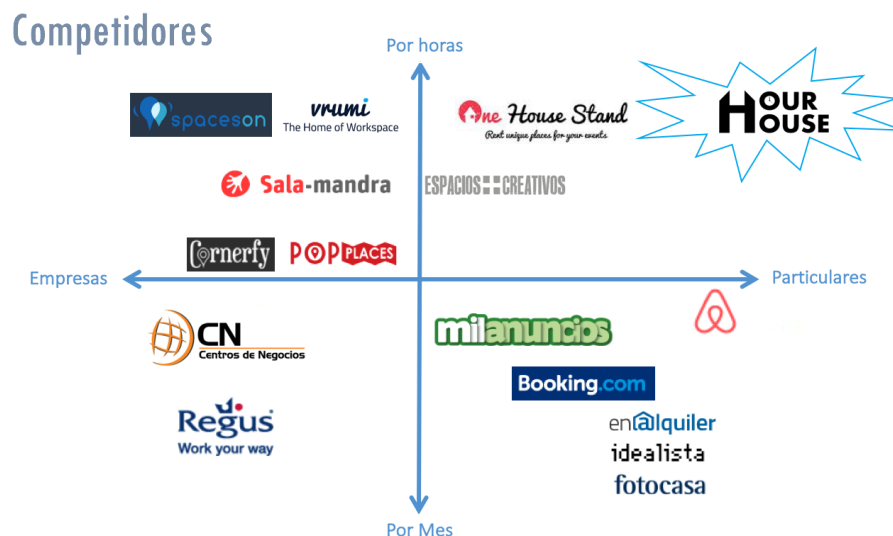 Competidores
Por horas
spaceson
vrumi
The Home of Workspace
One House Stand
Rent unique places for your events
HOUR
HOUSE
Sala-mandra
ESPACIOS CREATIVOS
Cornerfy
POP PLACES
Empresas
Particulares
CN
Centros de Negocios
milanuncios
Booking.com
Regus
Work your way
en@lquiler
idealista
fotocasa
Por Mes